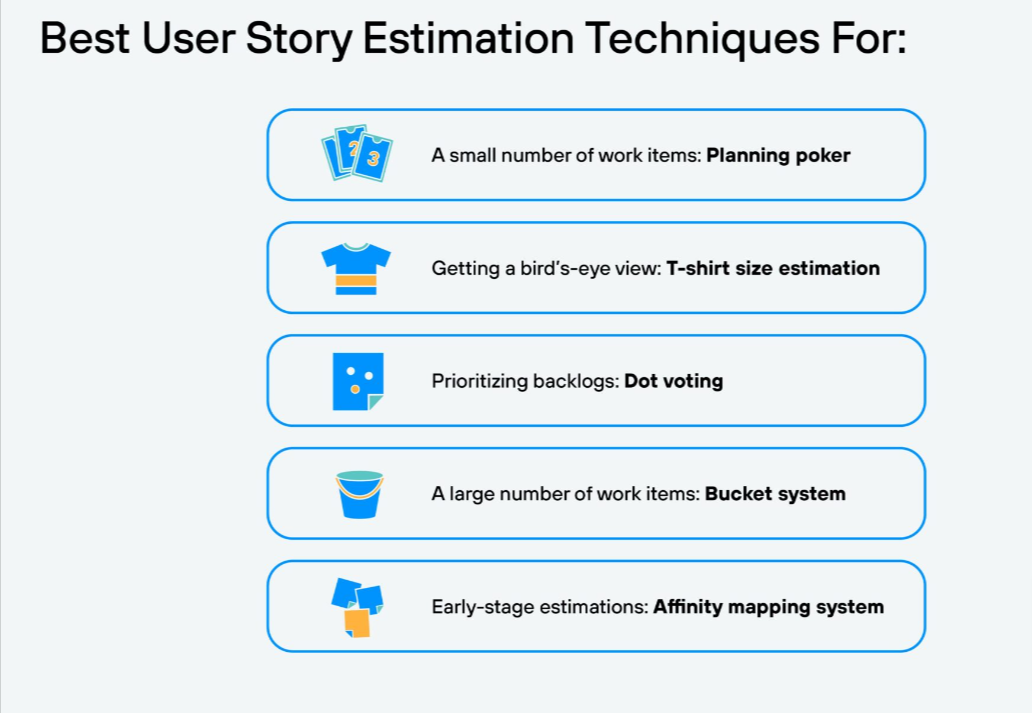 Best User Story Estimation Techniques For:
2
3
A small number of work items: Planning poker
Getting a bird's-eye view: T-shirt size estimation
Prioritizing backlogs: Dot voting
A large number of work items: Bucket system
Early-stage estimations: Affinity mapping system